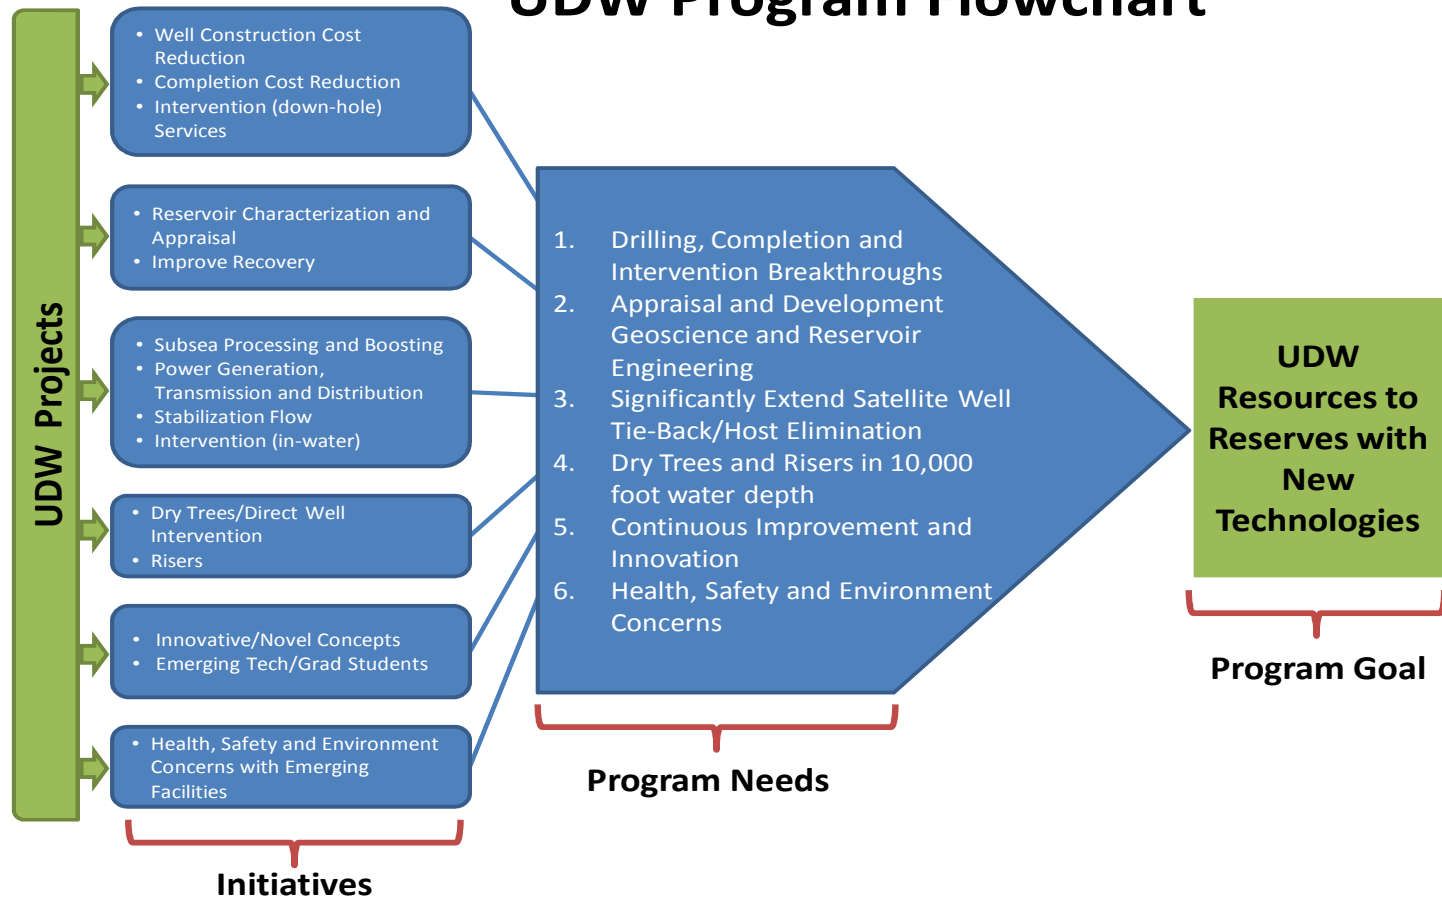 UDW Program Flowchart
UDW Projects
• Well Construction Cost
Reduction
• Completion Cost Reduction
• Intervention (down-hole)
Services
• Reservoir Characterization and
Appraisal
• Improve Recovery
• Subsea Processing and Boosting
• Power Generation,
Transmission and Distribution
• Stabilization Flow
• Intervention (in-water)
• Dry Trees/Direct Well
Intervention
• Risers
• Innovative/Novel Concepts
• Emerging Tech/Grad Students
• Health, Safety and Environment
Concerns with Emerging
Facilities
Initiatives
1. Drilling, Completion and
Intervention Breakthroughs
2. Appraisal and Development
Geoscience and Reservoir
Engineering
3. Significantly Extend Satellite Well
Tie-Back/Host Elimination
4. Dry Trees and Risers in 10,000
foot water depth
5. Continuous Improvement and
Innovation
6. Health, Safety and Environment
Concerns
Program Needs
UDW
Resources to
Reserves with
New
Technologies
Program Goal